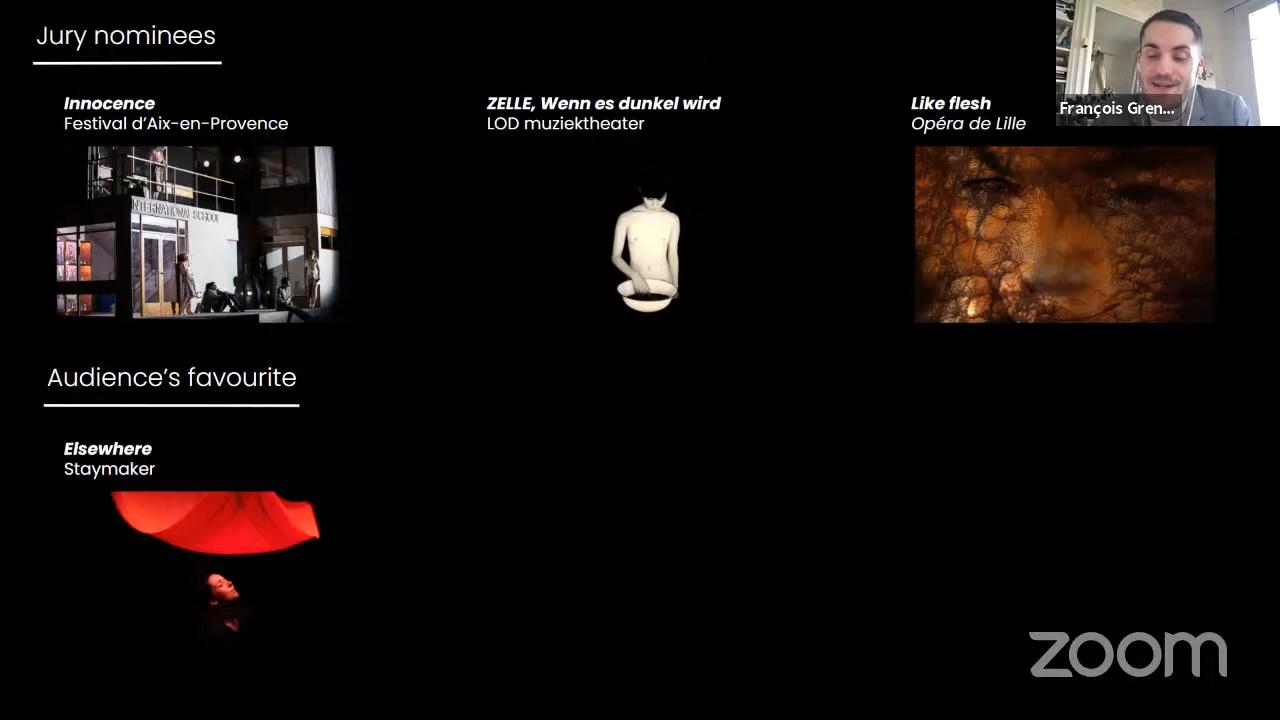 Jury nominees
Innocence
Festival d'Aix-en-Provence
ZELLE, Wenn es dunkel wird
LOD muziektheater
Like flesh
Opéra de Lille
François Gren...
INTERNATIONAL SCHOOL
Audience's favourite
Elsewhere
Staymaker
zoom